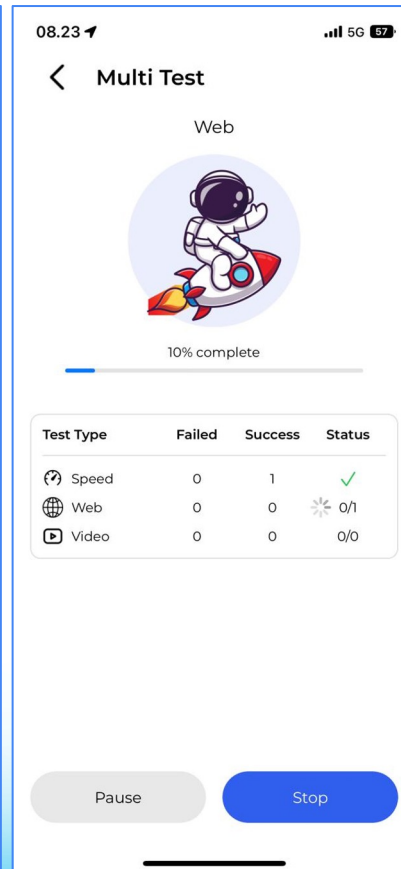 08.23 5G 57
Multi Test
Web
10% complete
Test Type Failed Success Status
Speed 0 1
Web 0 0 0/1
Video 0 0 0/0
Pause Stop